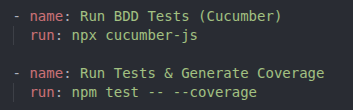 - name: Run BDD Tests (Cucumber)
  run: npx cucumber-js
- name: Run Tests & Generate Coverage
  run: npm test -- --coverage